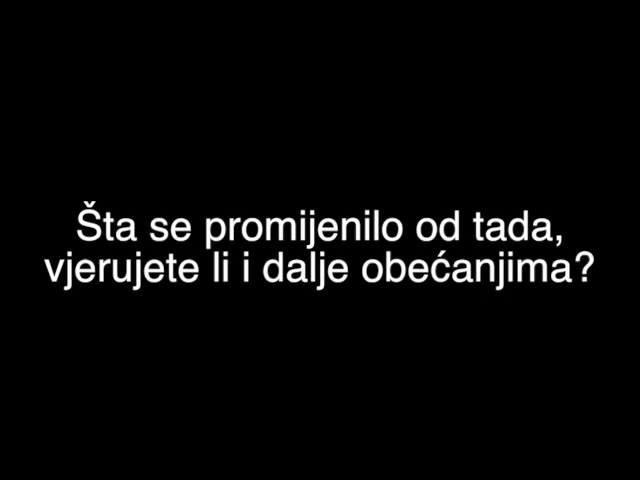 Šta se promijenilo od tada,
vjerujete li i dalje obećanjima?